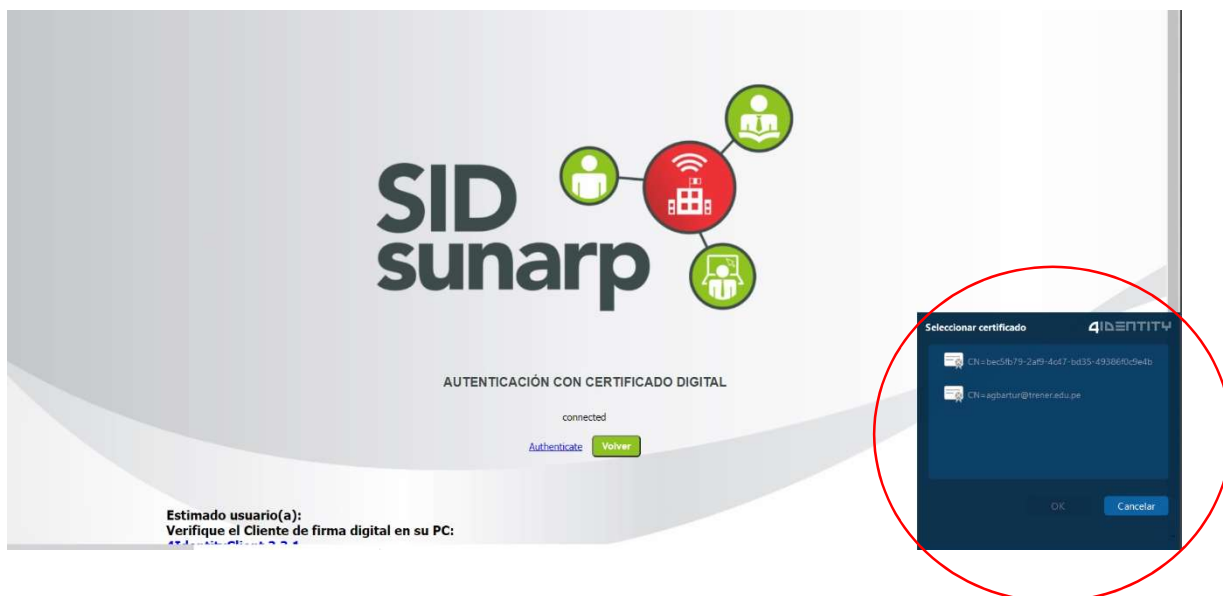 SID
sunarp
AUTENTICACIÓN CON CERTIFICADO DIGITAL
connected
Authenticate Volver
Estimado usuario(a):
Verifique el Cliente de firma digital en su PC:
Seleccionar certificado 4IDENTITY
CN=bec5fb79-2af9-4c47-bd35-49386f0c9e4b
CN=agbartur@trener.edu.pe
OK Cancelar